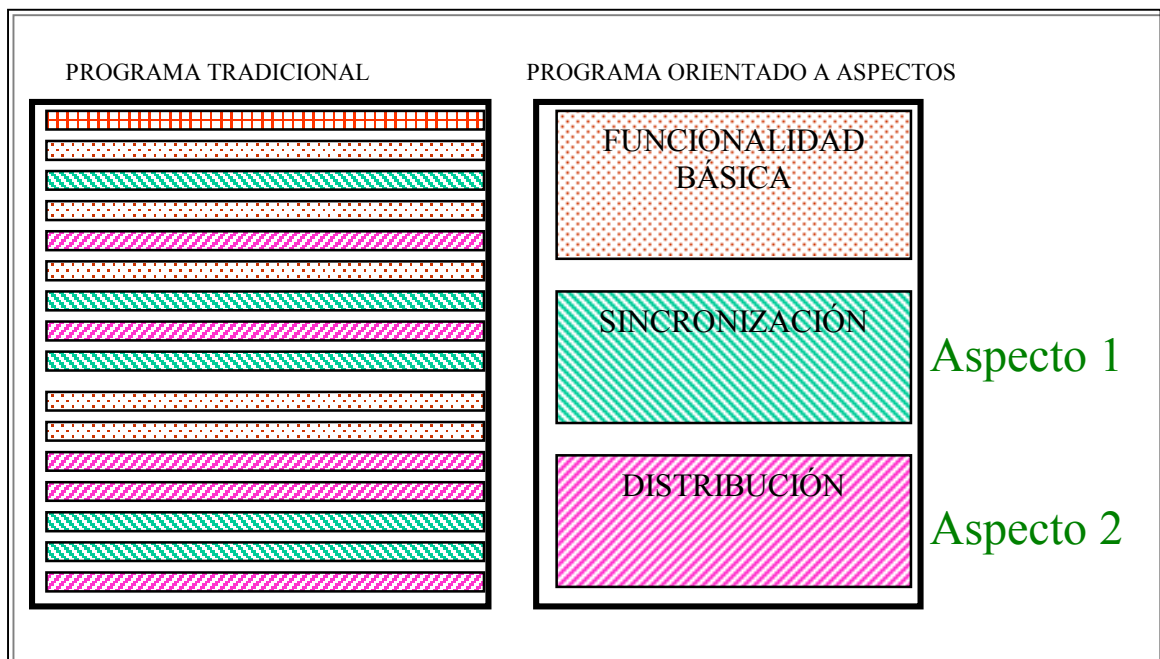 PROGRAMA TRADICIONAL
PROGRAMA ORIENTADO A ASPECTOS
FUNCIONALIDAD
BÁSICA
SINCRONIZACIÓN
Aspecto 1
DISTRIBUCIÓN
Aspecto 2